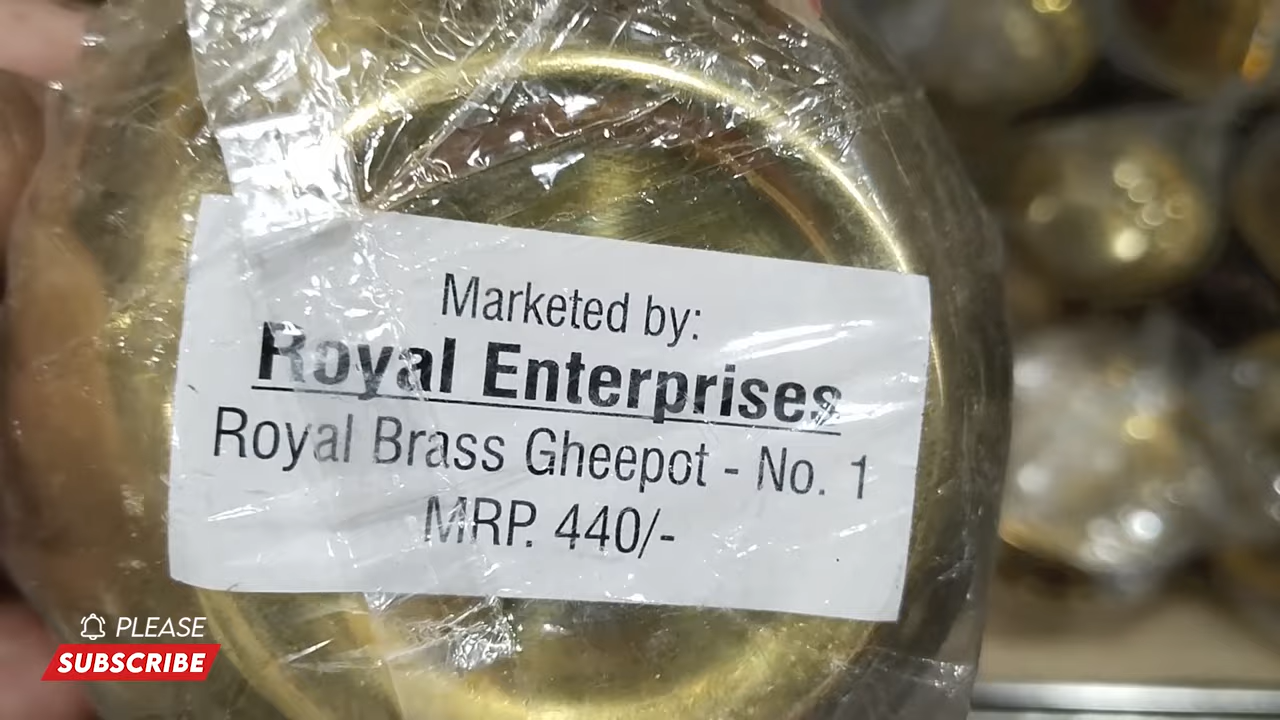 Marketed by:
Royal Enterprises
Royal Brass Gheepot - No. 1
MRP. 440/-
PLEASE
SUBSCRIBE